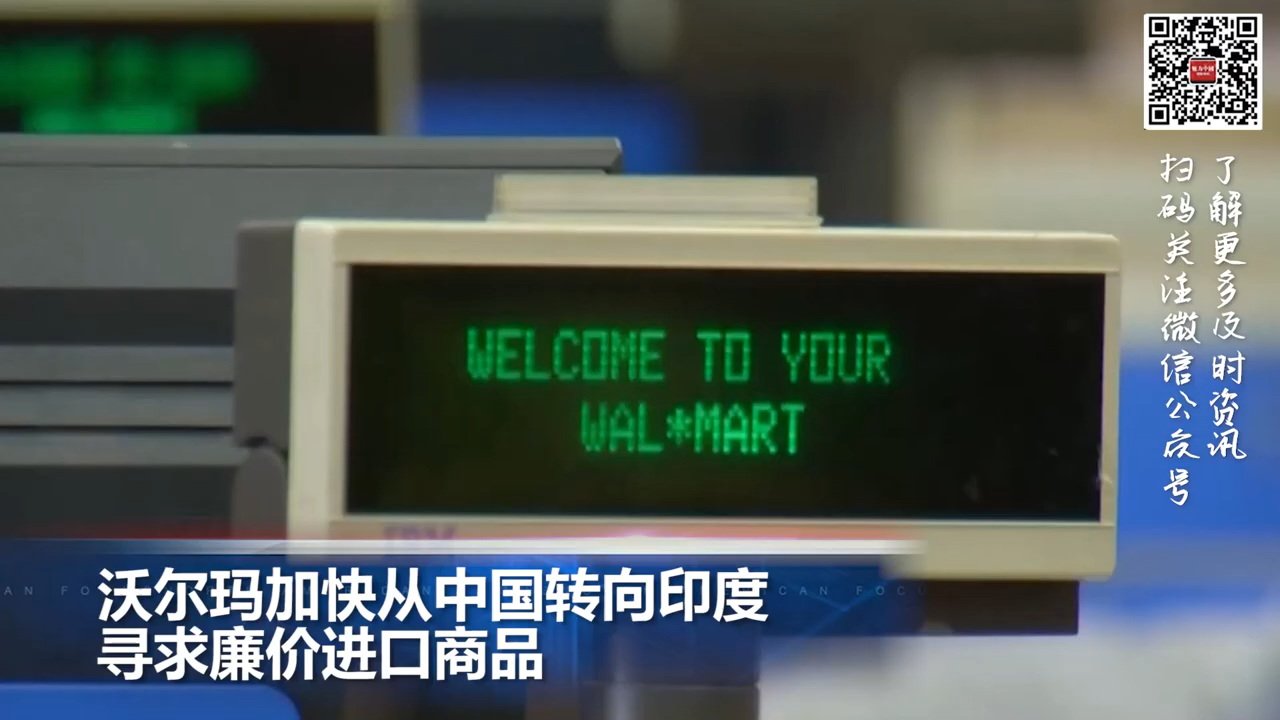 WELCOME TO YOUR
WAL*MART
了解更多及时资讯
扫码关注微信公众号
沃尔玛加快从中国转向印度
寻求廉价进口商品